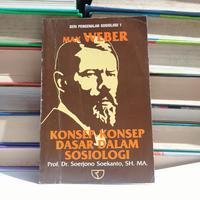 SERI PENGENALAN SOSIOLOGI 1
MAX WEBER
KONSEP-KONSEP
DASAR DALAM
SOSIOLOGI
Prof. Dr. Soerjono Soekanto, SH. MA.